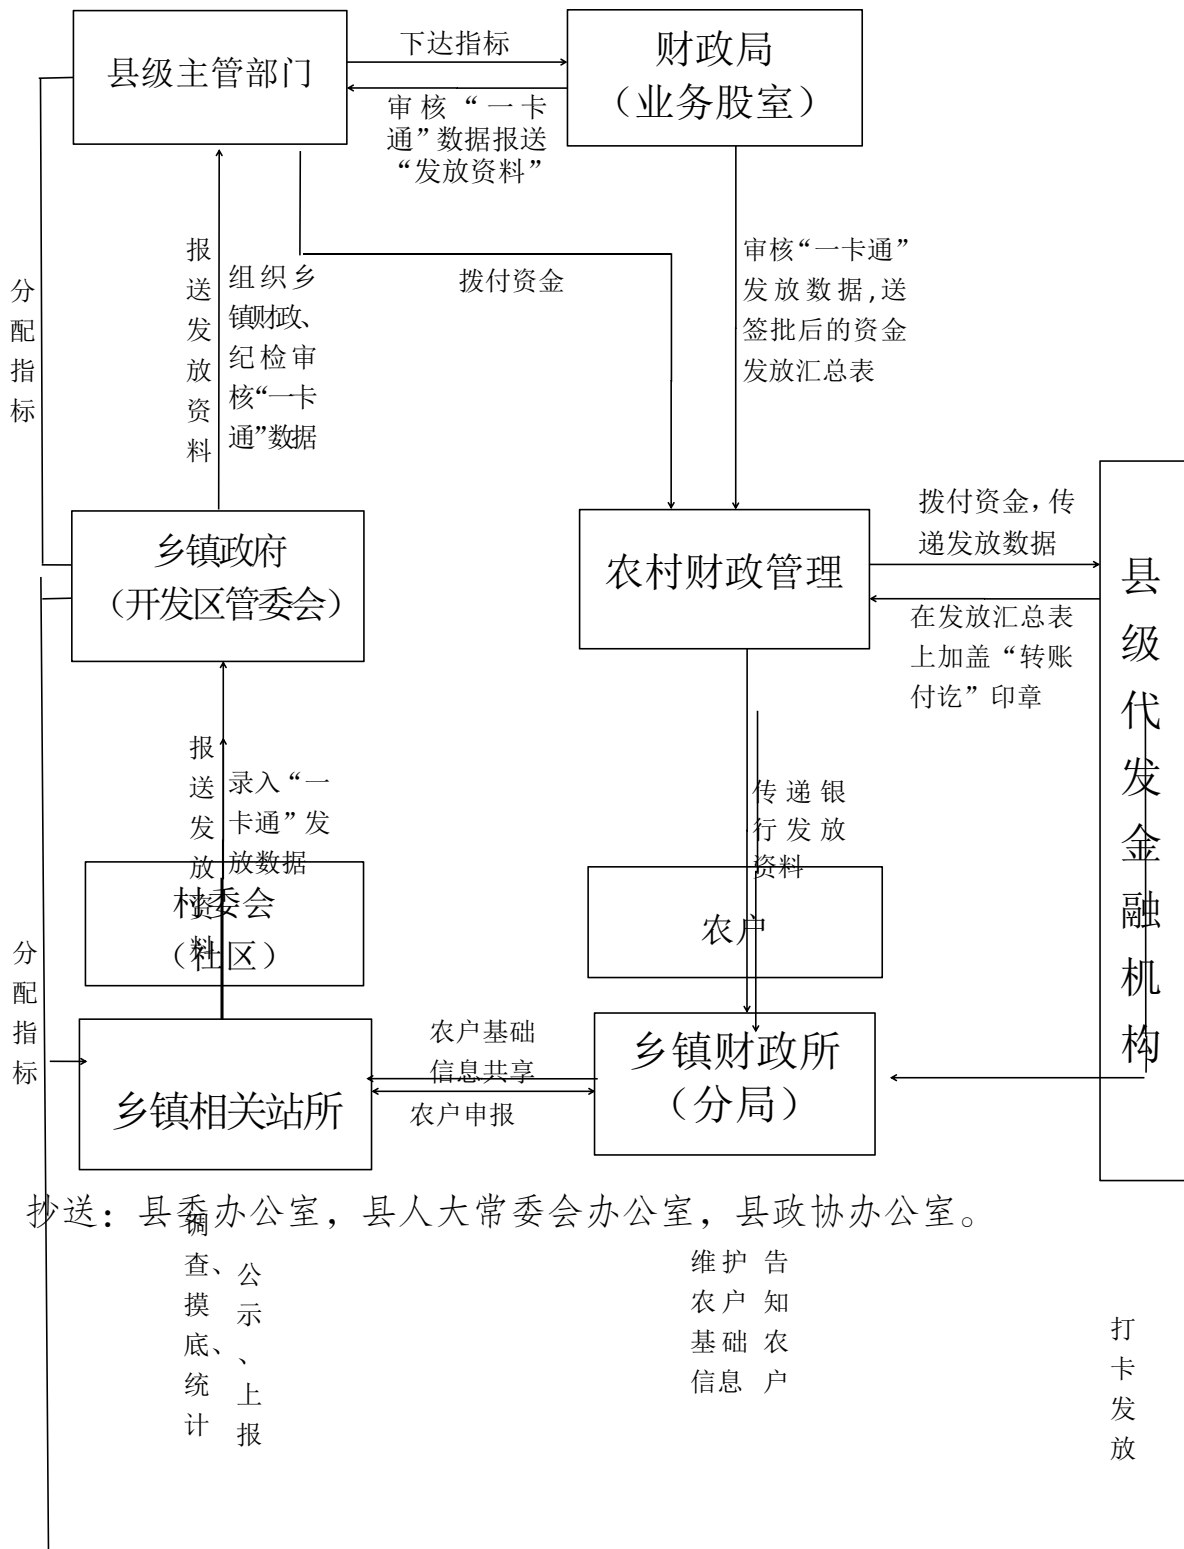 县级主管部门
下达指标
财政局
（业务股室）
审核“一卡
通”数据报送
“发放资料”
分配指标
报送发放资料
组织乡
镇财政、
纪检审
核“一卡
通”数据
拨付资金
审核“一卡通”
发放数据,送
签批后的资金
发放汇总表
乡镇政府
（开发区管委会）
农村财政管理
拨付资金，传
递发放数据
在发放汇总表
上加盖“转账
付讫”印章
县级代发金融机构
报送发放资料
录入“一
卡通”发
放数据
传递银
行发放
资料
村委会
（社区）
农户
分配指标
乡镇相关站所
农户基础
信息共享
农户申报
乡镇财政所
（分局）
抄送：县委办公室，县人大常委会办公室，县政协办公室。
调查、摸底、统计
公示、上报
维护
农户
基础
信息
告知农户
打卡发放